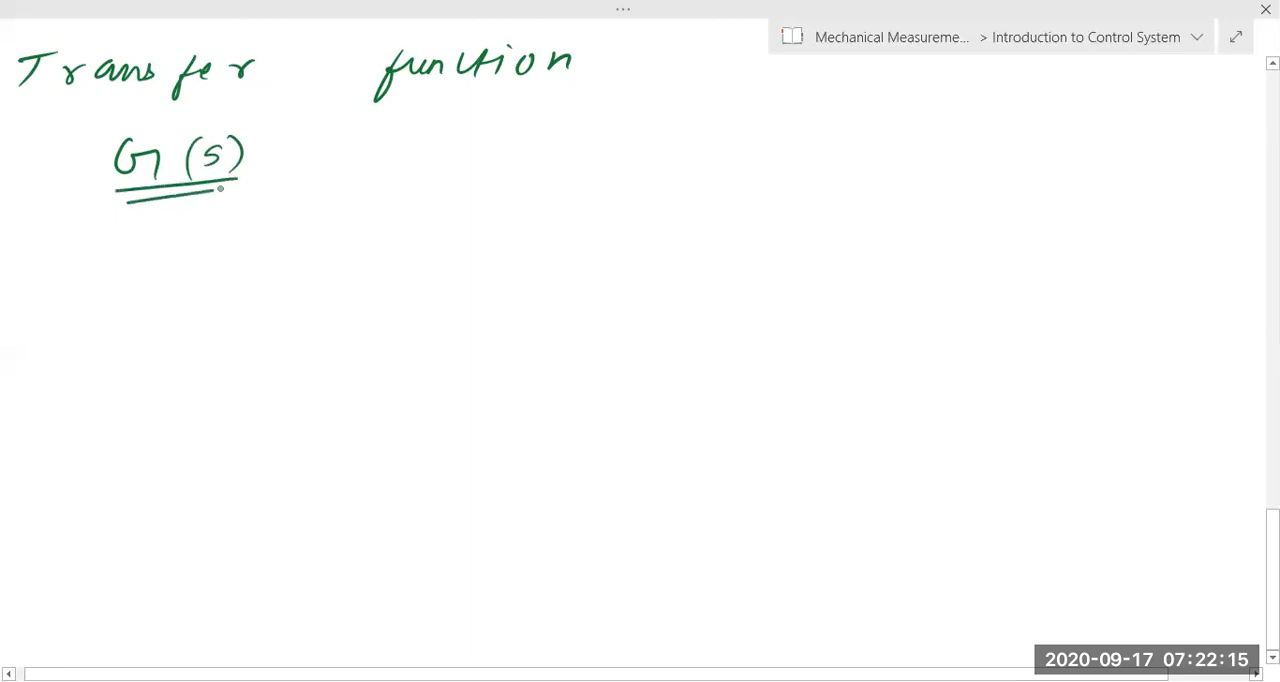 ...
Mechanical Measureme... > Introduction to Control System
Transfer function
G(s)
2020-09-17 07:22:15